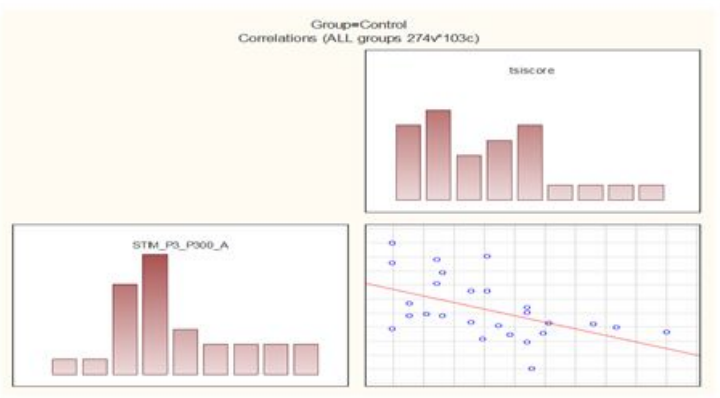 Group=Control
Correlations (ALL groups 274v*103c)
tsiscore
STIM_P3_P300_A